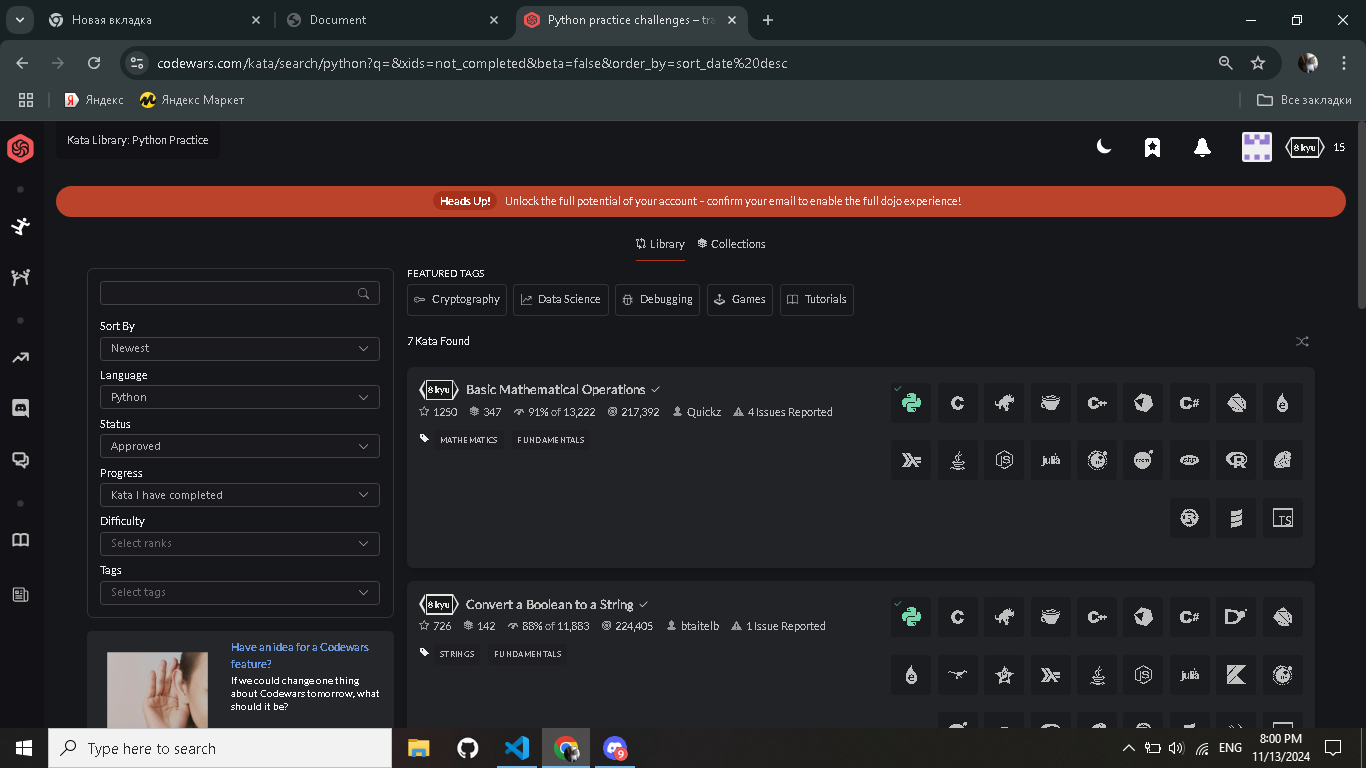 Новая вкладка
Document
Python practice challenges – tra
codewars.com/kata/search/python?q=&xids=not_completed&beta=false&order_by=sort_date%20desc
Яндекс
Яндекс Маркет
Все закладки
Kata Library: Python Practice
8 kyu
15
Heads Up! Unlock the full potential of your account – confirm your email to enable the full dojo experience!
Library
Collections
Sort By
Newest
Language
Python
Status
Approved
Progress
Kata I have completed
Difficulty
Select ranks
Tags
Select tags
Have an idea for a Codewars
feature?
If we could change one thing
about Codewars tomorrow, what
should it be?
FEATURED TAGS
Cryptography
Data Science
Debugging
Games
Tutorials
7 Kata Found
8 kyu
Basic Mathematical Operations
1250
347
91% of 13,222
217,392
Quickz
4 Issues Reported
MATHEMATICS
FUNDAMENTALS
C
C++
C#
JS
julia
php
R
TS
8 kyu
Convert a Boolean to a String
726
142
88% of 11,883
224,405
btaitelb
1 Issue Reported
STRINGS
FUNDAMENTALS
C
C++
C#
JS
julia
Type here to search
9
ENG
8:00 PM
11/13/2024